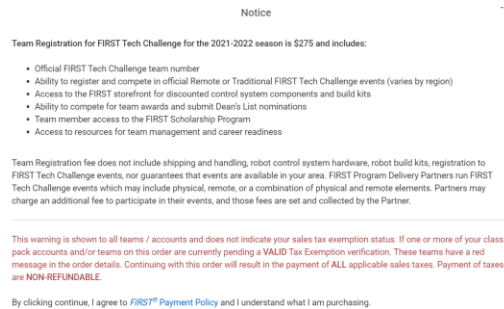 Notice
Team Registration for FIRST Tech Challenge for the 2021-2022 season is $275 and includes:
• Official FIRST Tech Challenge team number
• Ability to register and compete in official Remote or Traditional FIRST Tech Challenge events (varies by region)
• Access to the FIRST storefront for discounted control system components and build kits
• Ability to compete for team awards and submit Dean's List nominations
• Team member access to the FIRST Scholarship Program
• Access to resources for team management and career readiness
Team Registration fee does not include shipping and handling, robot control system hardware, robot build kits, registration to
FIRST Tech Challenge events, nor guarantees that events are available in your area. FIRST Program Delivery Partners run FIRST
Tech Challenge events which may include physical, remote, or a combination of physical and remote elements. Partners may
charge an additional fee to participate in their events, and those fees are set and collected by the Partner.
This warning is shown to all teams / accounts and does not indicate your sales tax exemption status. If one or more of your class
pack accounts and/or teams on this order are currently pending a VALID Tax Exemption verification. These teams have a red
message in the order details. Continuing with this order will result in the payment of ALL applicable sales taxes. Payment of taxes
are NON-REFUNDABLE.
By clicking continue, I agree to FIRST® Payment Policy and I understand what I am purchasing.